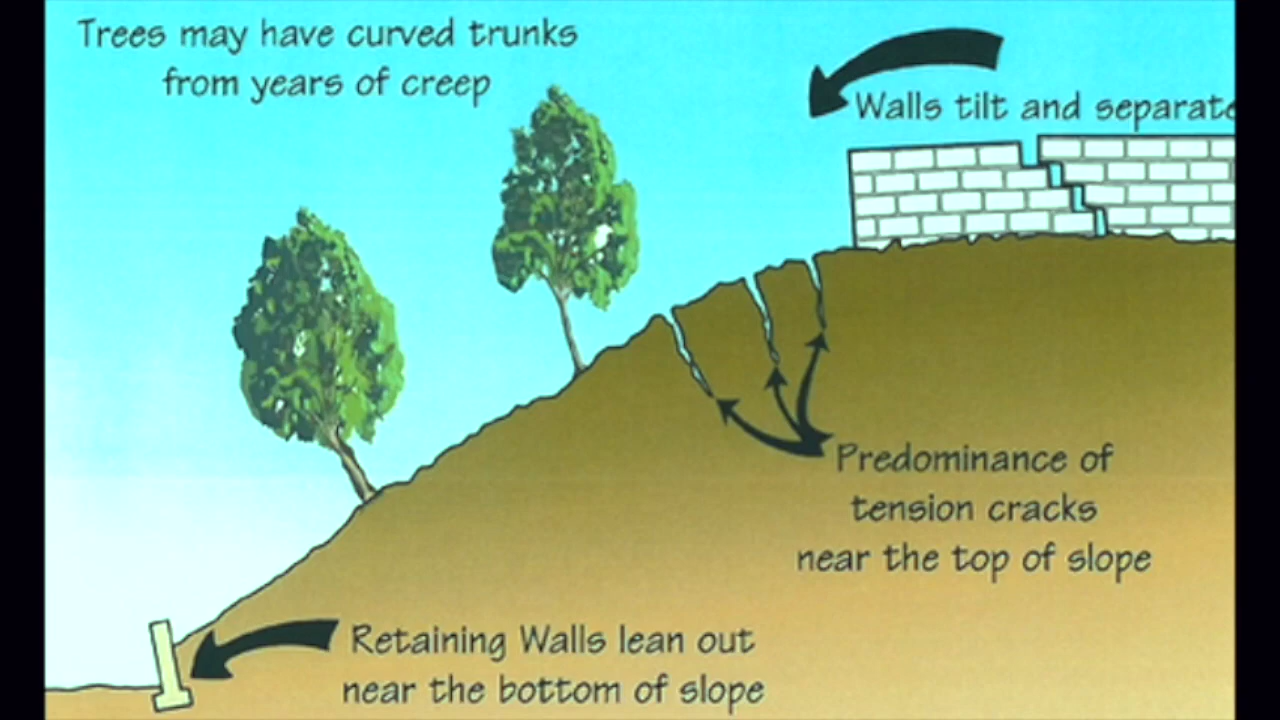 Trees may have curved trunks
from years of creep
Walls tilt and separate
Predominance of
tension cracks
near the top of slope
Retaining Walls lean out
near the bottom of slope